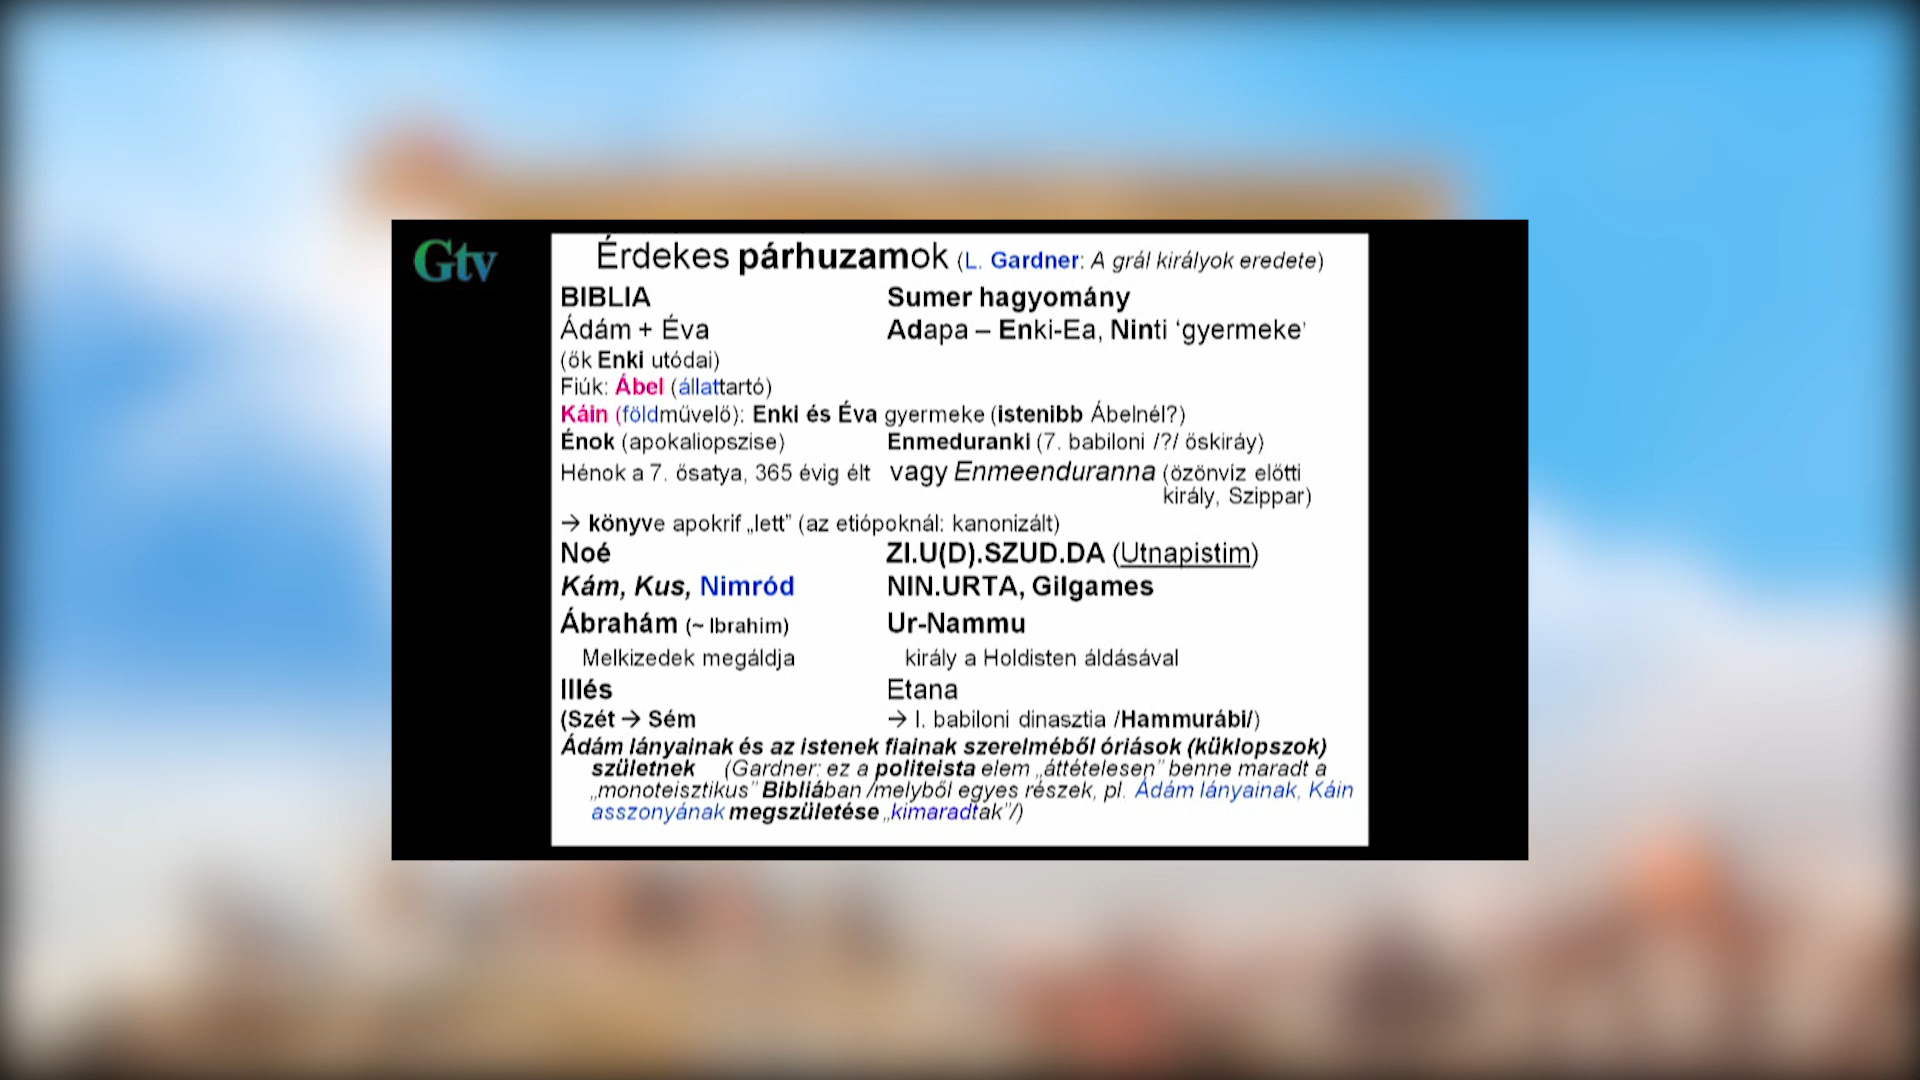 Gtv
Érdekes párhuzamok (L. Gardner: A grál királyok eredete)
BIBLIA Sumer hagyomány
Ádám + Éva Adapa – Enki-Ea, Ninti ‘gyermeke’
(ők Enki utódai)
Fiúk: Ábel (állattartó)
Káin (földművelő): Enki és Éva gyermeke (istenibb Ábelnél?)
Énok (apokaliopszise) Enmeduranki (7. babiloni /?/ őskiráy)
Hénok a 7. ősatya, 365 évig élt vagy Enmeenduranna (özönvíz előtti
király, Szippar)
→ könyve apokrif „lett” (az etiópoknál: kanonizált)
Noé ZI.U(D).SZUD.DA (Utnapistim)
Kám, Kus, Nimród NIN.URTA, Gilgames
Ábrahám (~ Ibrahim) Ur-Nammu
Melkizedek megáldja király a Holdisten áldásával
Illés Etana
(Szét → Sém → I. babiloni dinasztia /Hammurábi/)
Ádám lányainak és az istenek fiainak szerelméből óriások (küklopszok)
születnek (Gardner: ez a politeista elem „áttételesen” benne maradt a
„monoteisztikus” Bibliában /melyből egyes részek, pl. Ádám lányainak, Káin
asszonyának megszületése „kimaradtak”/)